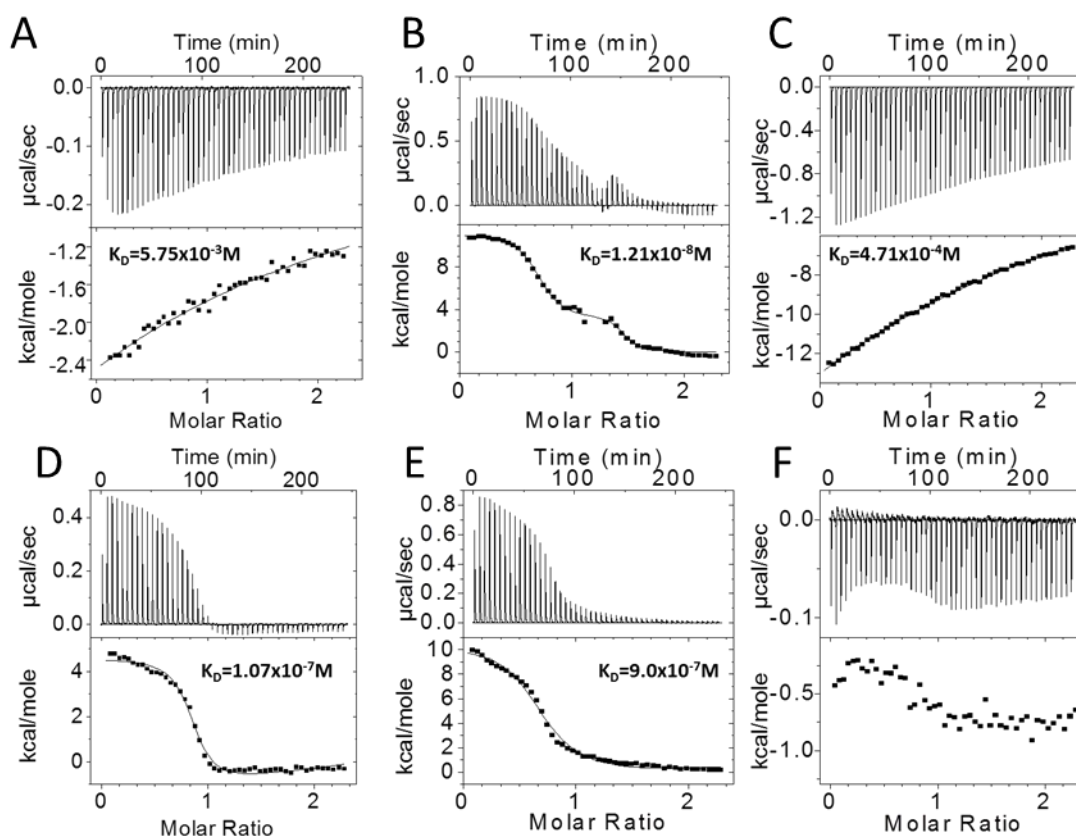 A
Time (min)
0 100 200
0.0
-0.1
-0.2
µcal/sec
-1.2
-1.6
-2.0
-2.4
kcal/mole
K_D=5.75x10⁻³M
0 1 2
Molar Ratio
B
Time (min)
0 100 200
1.0
0.5
0.0
µcal/sec
8
4
0
kcal/mole
K_D=1.21x10⁻⁸M
0 1 2
Molar Ratio
C
Time (min)
0 100 200
0.0
-0.4
-0.8
-1.2
µcal/sec
-8
-10
-12
kcal/mole
K_D=4.71x10⁻⁴M
0 1 2
Molar Ratio
D
Time (min)
0 100 200
0.4
0.2
0.0
µcal/sec
4
2
0
kcal/mole
K_D=1.07x10⁻⁷M
0 1 2
Molar Ratio
E
Time (min)
0 100 200
0.8
0.6
0.4
0.2
0.0
µcal/sec
10
8
6
4
2
0
kcal/mole
K_D=9.0x10⁻⁷M
0 1 2
Molar Ratio
F
Time (min)
0 100 200
0.0
-0.1
µcal/sec
-0.5
-1.0
kcal/mole
0 1 2
Molar Ratio